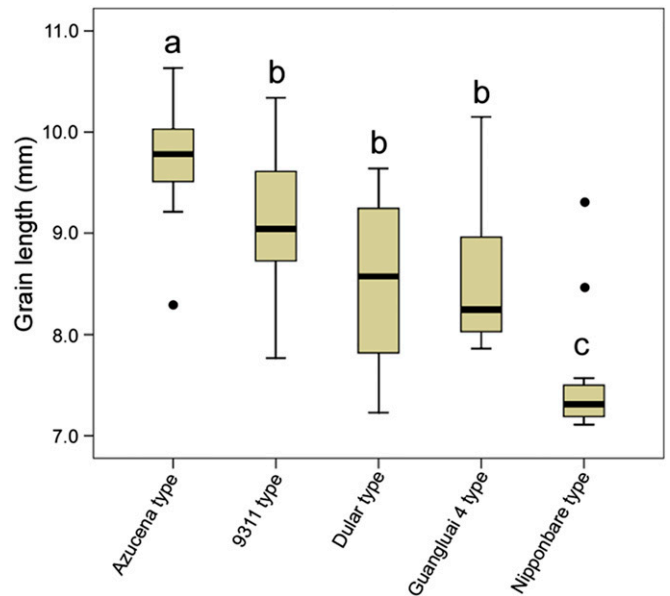 Grain length (mm)
11.0
10.0
9.0
8.0
7.0
a
b
b
b
c
Azucena type
9311 type
Dular type
Guangluai 4 type
Nipponbare type